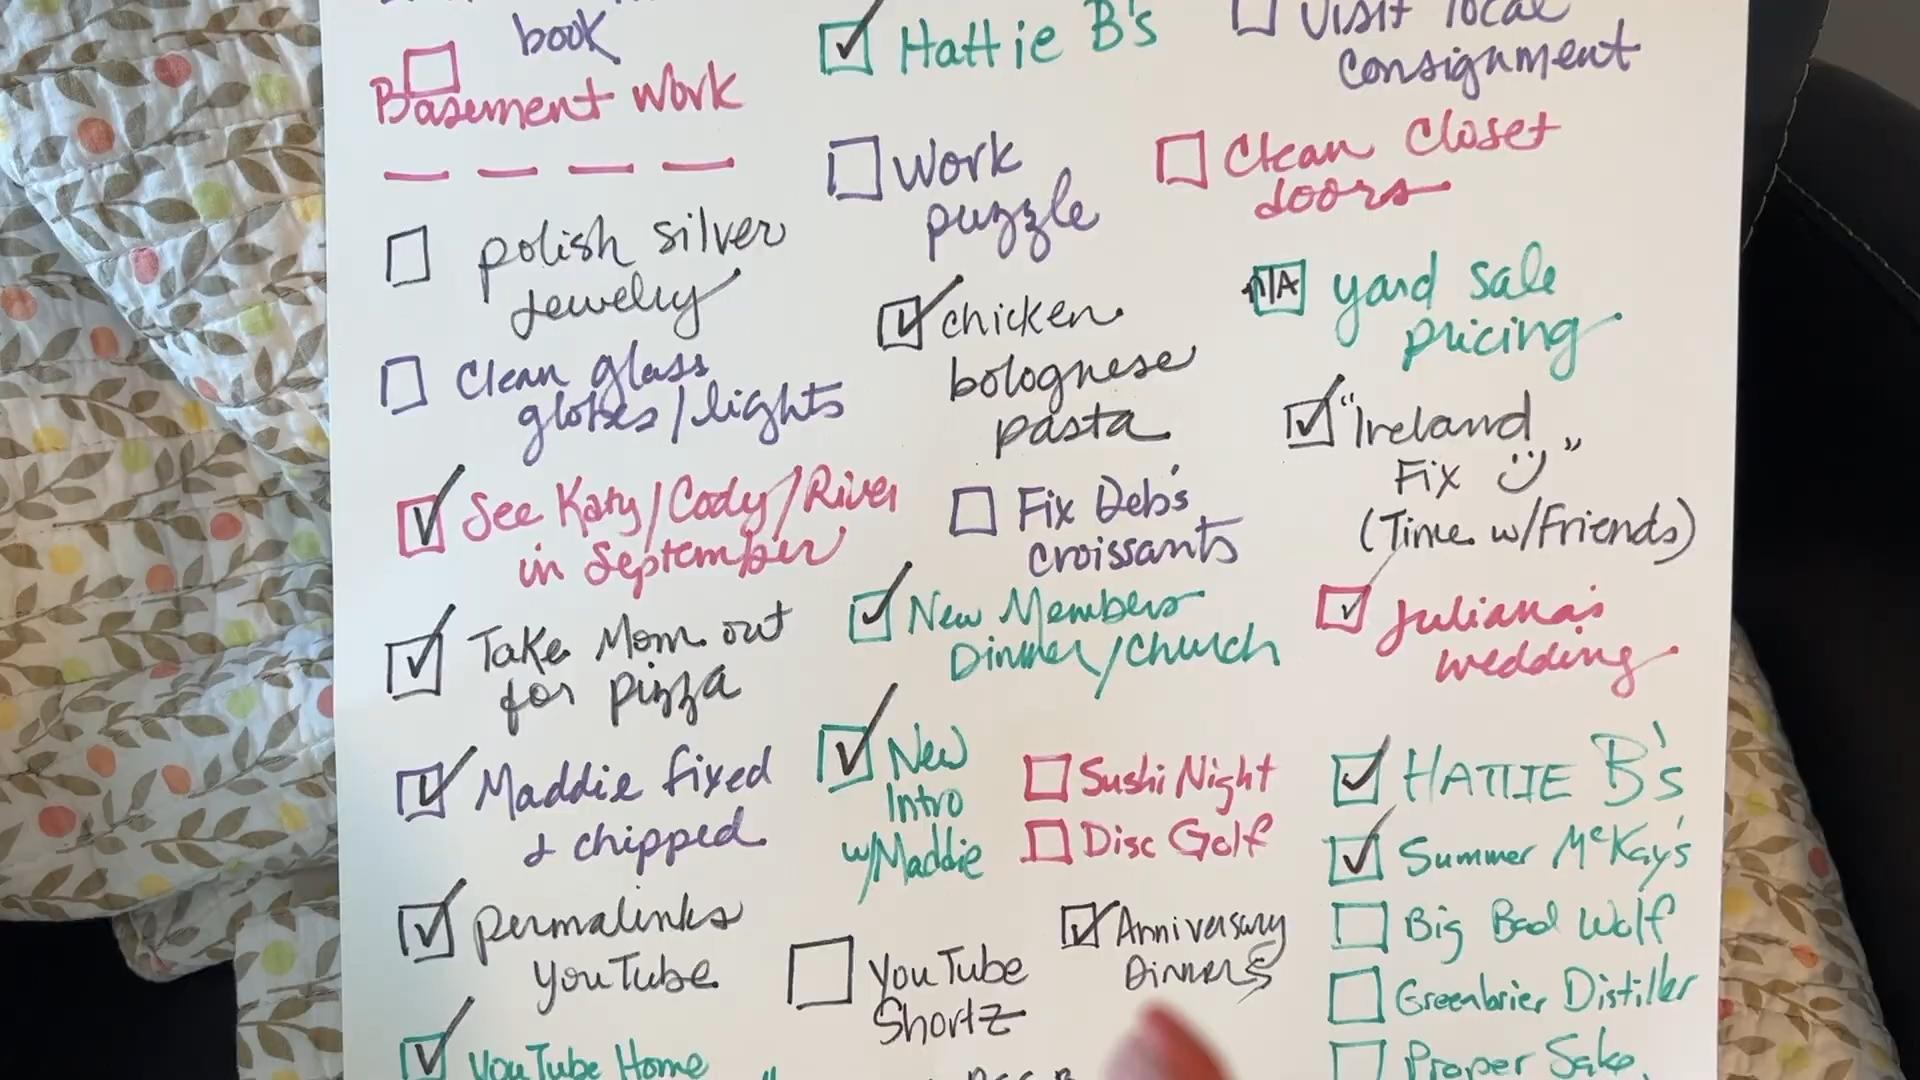 book
Basement work
polish silver
jewelry
Clean glass
globes/lights
See Katy/Cody/River
in September
Take Mom out
for pizza
Maddie fixed
& chipped
permalinks
YouTube
YouTube Home
Hattie B's
Work
puzzle
chicken
bolognese
pasta
Fix Deb's
croissants
New Members
Dinner/Church
New
Intro
w/Maddie
Sushi Night
Disc Golf
YouTube
Shortz
Anniversary
Dinners
Visit local
consignment
Clean Closet
doors
N/A yard sale
pricing
"Ireland
Fix "
(Time w/Friends)
Juliana's
wedding
HATTIE B's
Summer McKay's
Big Bad Wolf
Greenbrier Distiller
Proper Sake